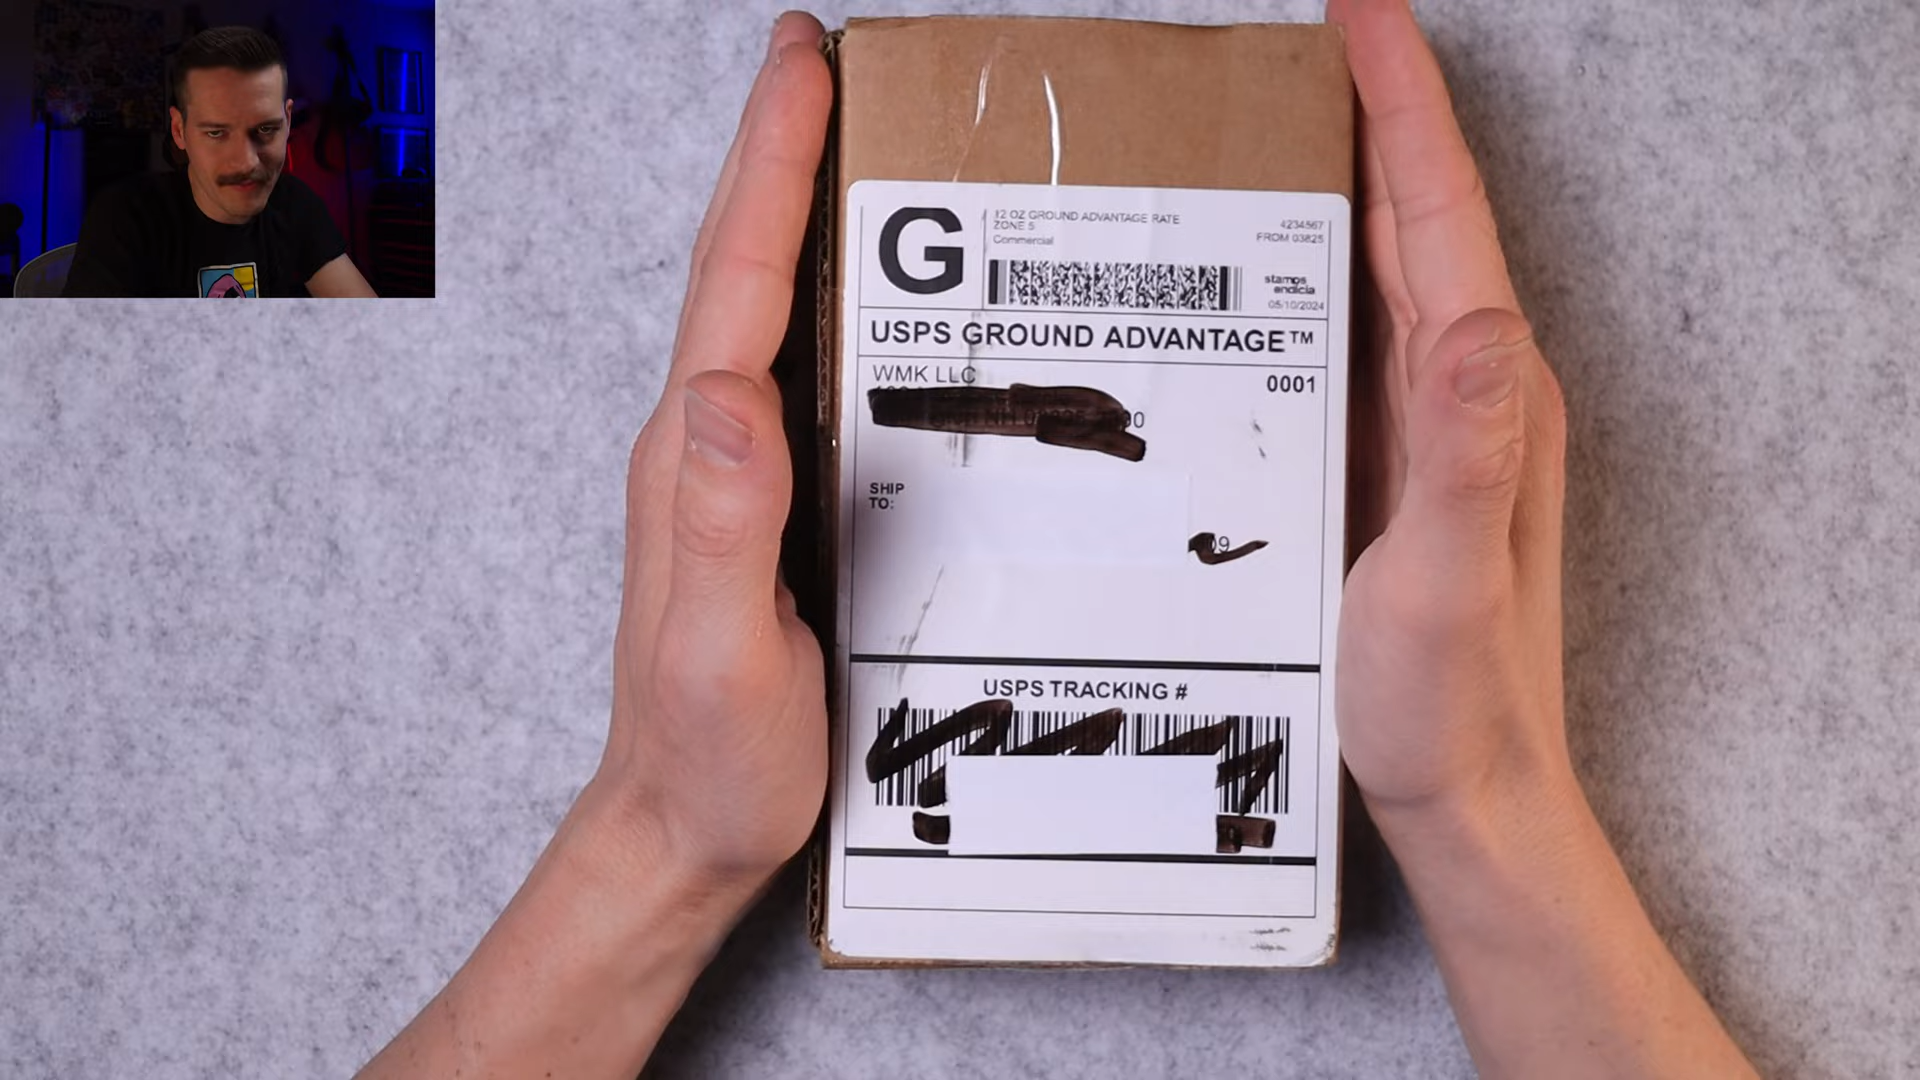 G
12 OZ GROUND ADVANTAGE RATE
ZONE 5
Commercial
4234567
FROM 03825
stamps
endicia
05/10/2024
USPS GROUND ADVANTAGE™
WMK LLC
0001
SHIP
TO:
09
USPS TRACKING #